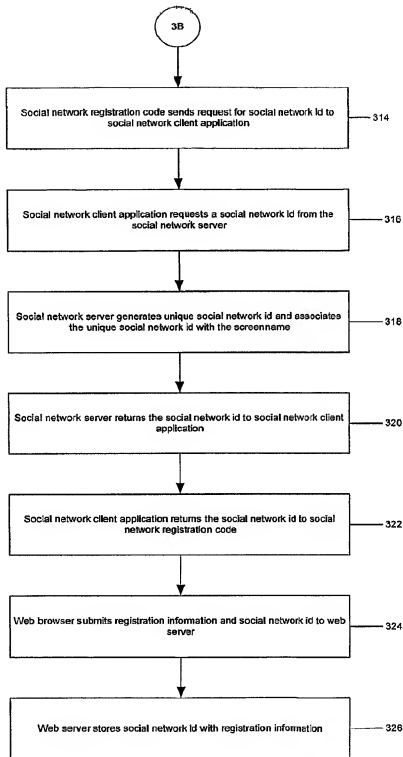 3B
Social network registration code sends request for social network id to
social network client application
314
Social network client application requests a social network id from the
social network server
316
Social network server generates unique social network id and associates
the unique social network id with the screenname
318
Social network server returns the social network id to social network client
application
320
Social network client application returns the social network id to social
network registration code
322
Web browser submits registration information and social network id to web
server
324
Web server stores social network id with registration information
326